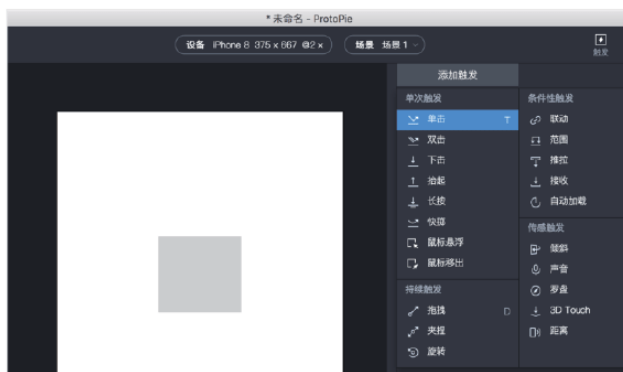 * 未命名 - ProtoPie
设备 iPhone 8 375 x 667 @2 x
场景 场景 1
触发
添加触发
单次触发
单击 T
双击
下击
抬起
长按
快掷
鼠标悬浮
鼠标移出
持续触发
拖拽 D
夹捏
旋转
条件性触发
联动
范围
推拉
接收
自动加载
传感触发
倾斜
声音
罗盘
3D Touch
距离